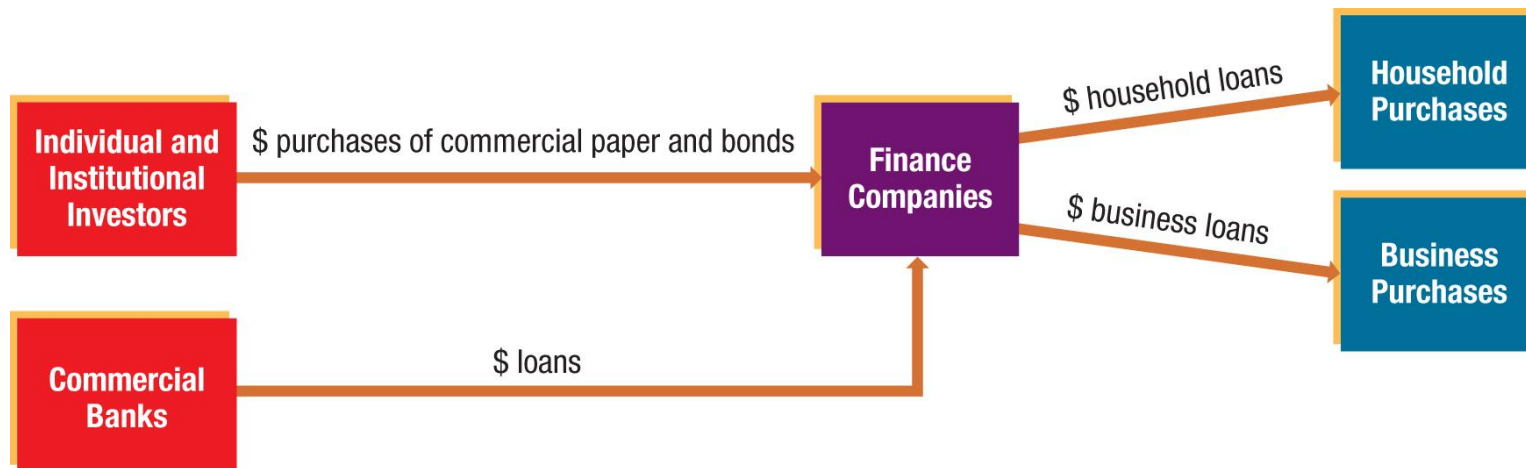 Individual and
Institutional
Investors
$ purchases of commercial paper and bonds
Finance
Companies
$ household loans
Household
Purchases
$ business loans
Business
Purchases
Commercial
Banks
$ loans